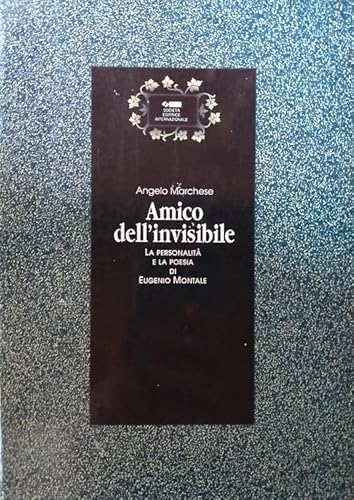 SOCIETÀ
EDITRICE
INTERNAZIONALE
Angelo Marchese
Amico
dell'invisibile
LA PERSONALITÀ
E LA POESIA
DI
EUGENIO MONTALE